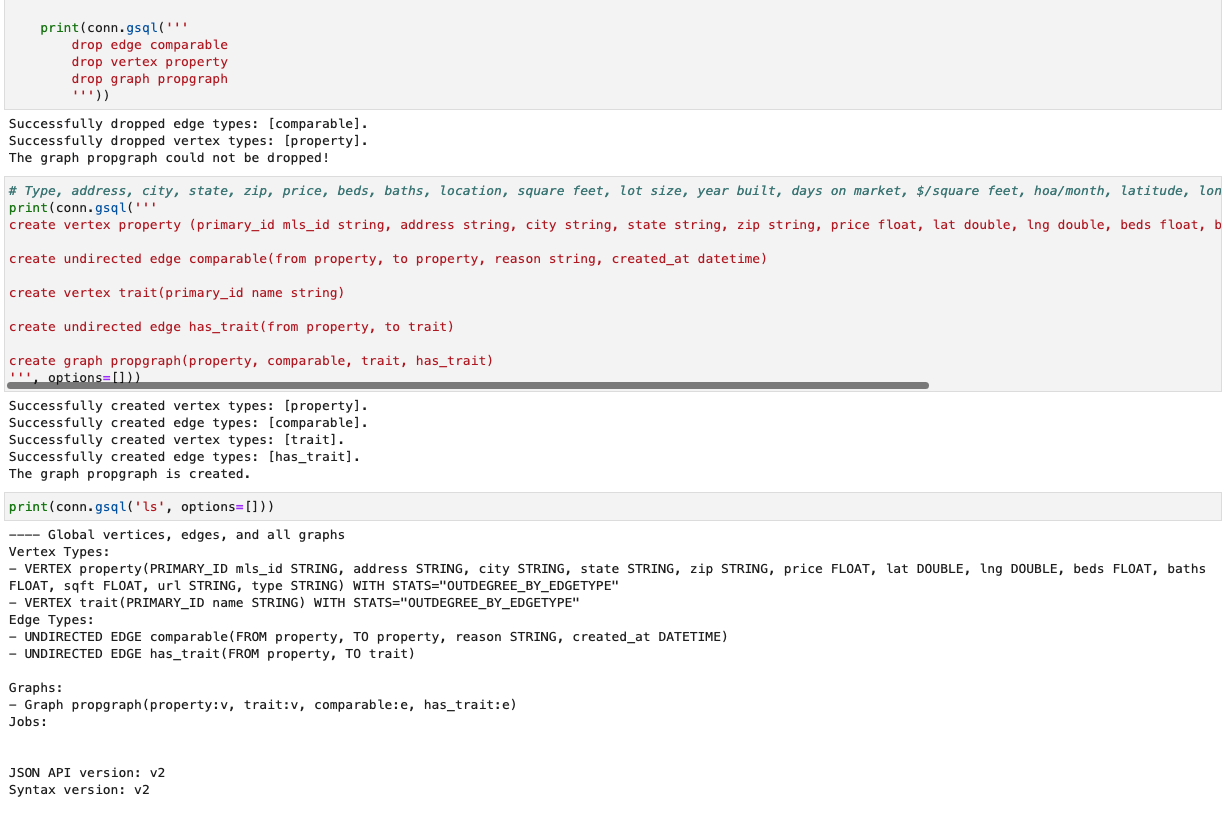 print(conn.gsql('''
drop edge comparable
drop vertex property
drop graph propgraph
'''))
Successfully dropped edge types: [comparable].
Successfully dropped vertex types: [property].
The graph propgraph could not be dropped!
# Type, address, city, state, zip, price, beds, baths, location, square feet, lot size, year built, days on market, $/square feet, hoa/month, latitude, lon
print(conn.gsql('''
create vertex property (primary_id mls_id string, address string, city string, state string, zip string, price float, lat double, lng double, beds float, b
create undirected edge comparable(from property, to property, reason string, created_at datetime)
create vertex trait(primary_id name string)
create undirected edge has_trait(from property, to trait)
create graph propgraph(property, comparable, trait, has_trait)
''', options=[]))
Successfully created vertex types: [property].
Successfully created edge types: [comparable].
Successfully created vertex types: [trait].
Successfully created edge types: [has_trait].
The graph propgraph is created.
print(conn.gsql('ls', options=[]))
---- Global vertices, edges, and all graphs
Vertex Types:
- VERTEX property(PRIMARY_ID mls_id STRING, address STRING, city STRING, state STRING, zip STRING, price FLOAT, lat DOUBLE, lng DOUBLE, beds FLOAT, baths
FLOAT, sqft FLOAT, url STRING, type STRING) WITH STATS="OUTDEGREE_BY_EDGETYPE"
- VERTEX trait(PRIMARY_ID name STRING) WITH STATS="OUTDEGREE_BY_EDGETYPE"
Edge Types:
- UNDIRECTED EDGE comparable(FROM property, TO property, reason STRING, created_at DATETIME)
- UNDIRECTED EDGE has_trait(FROM property, TO trait)
Graphs:
- Graph propgraph(property:v, trait:v, comparable:e, has_trait:e)
Jobs:
JSON API version: v2
Syntax version: v2